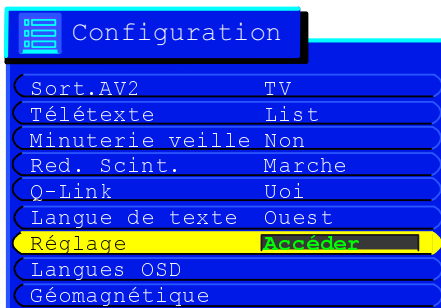 Configuration
Sort.AV2 TV
Télétexte List
Minuterie veille Non
Red. Scint. Marche
Q-Link Uoi
Langue de texte Ouest
Réglage Accéder
Langues OSD
Géomagnétique